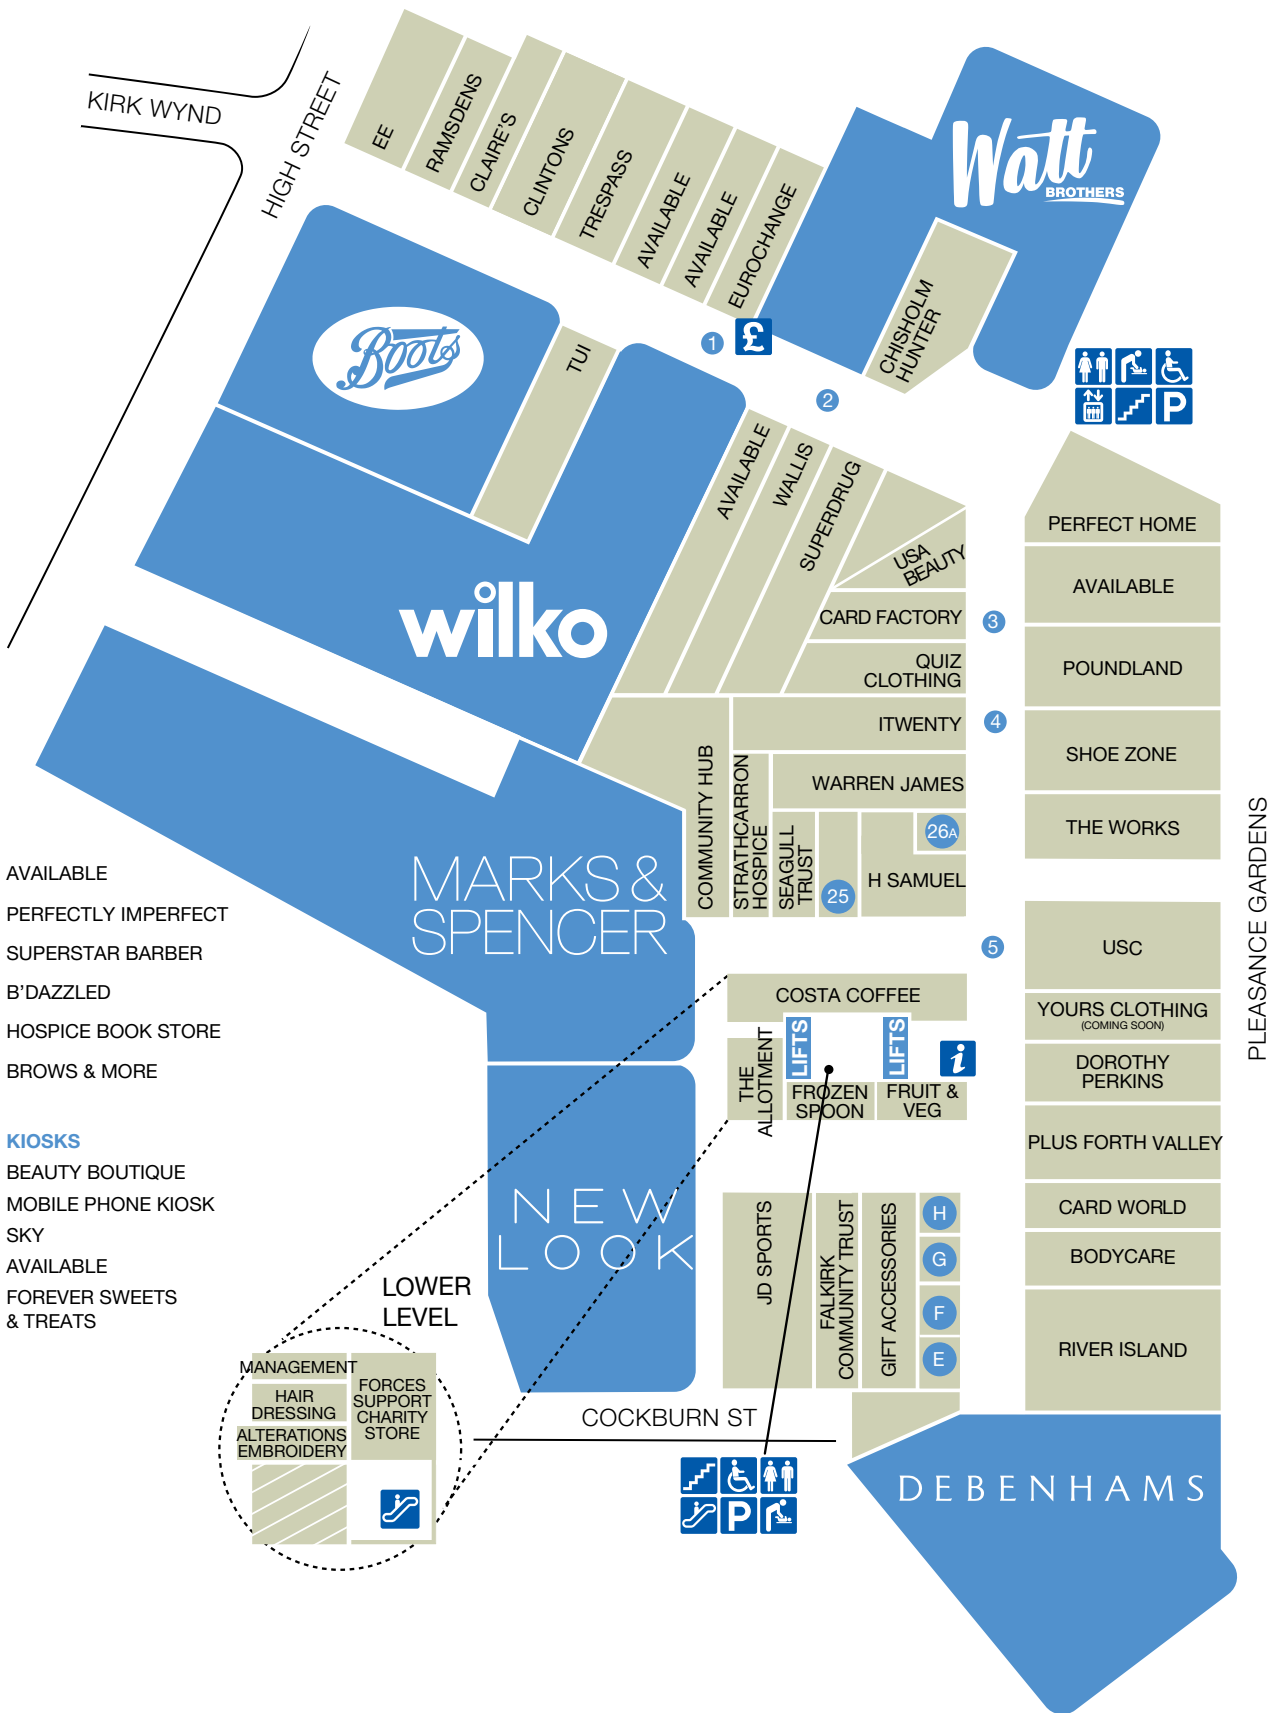 KIRK WYND
HIGH STREET
EE
RAMSDENS
CLAIRE'S
CLINTONS
TRESPASS
AVAILABLE
AVAILABLE
EUROCHANGE
Watt
BROTHERS
CHISHOLM
HUNTER
Boots
TUI
1
£
2
P
AVAILABLE
WALLIS
SUPERDRUG
USA
BEAUTY
CARD FACTORY
QUIZ
CLOTHING
wilko
3
4
PERFECT HOME
AVAILABLE
POUNDLAND
SHOE ZONE
THE WORKS
ITWENTY
WARREN JAMES
COMMUNITY HUB
STRATHCARRON
HOSPICE
SEAGULL
TRUST
25
26A
H SAMUEL
MARKS &
SPENCER
5
PLEASANCE GARDENS
USC
YOURS CLOTHING
(COMING SOON)
DOROTHY
PERKINS
PLUS FORTH VALLEY
CARD WORLD
BODYCARE
RIVER ISLAND
COSTA COFFEE
LIFTS
LIFTS
i
THE
ALLOTMENT
FROZEN
SPOON
FRUIT &
VEG
AVAILABLE
PERFECTLY IMPERFECT
SUPERSTAR BARBER
B'DAZZLED
HOSPICE BOOK STORE
BROWS & MORE
KIOSKS
BEAUTY BOUTIQUE
MOBILE PHONE KIOSK
SKY
AVAILABLE
FOREVER SWEETS
& TREATS
NEW
LOOK
JD SPORTS
FALKIRK
COMMUNITY TRUST
GIFT ACCESSORIES
H
G
F
E
LOWER
LEVEL
MANAGEMENT
HAIR
DRESSING
ALTERATIONS
EMBROIDERY
FORCES
SUPPORT
CHARITY
STORE
COCKBURN ST
P
DEBENHAMS